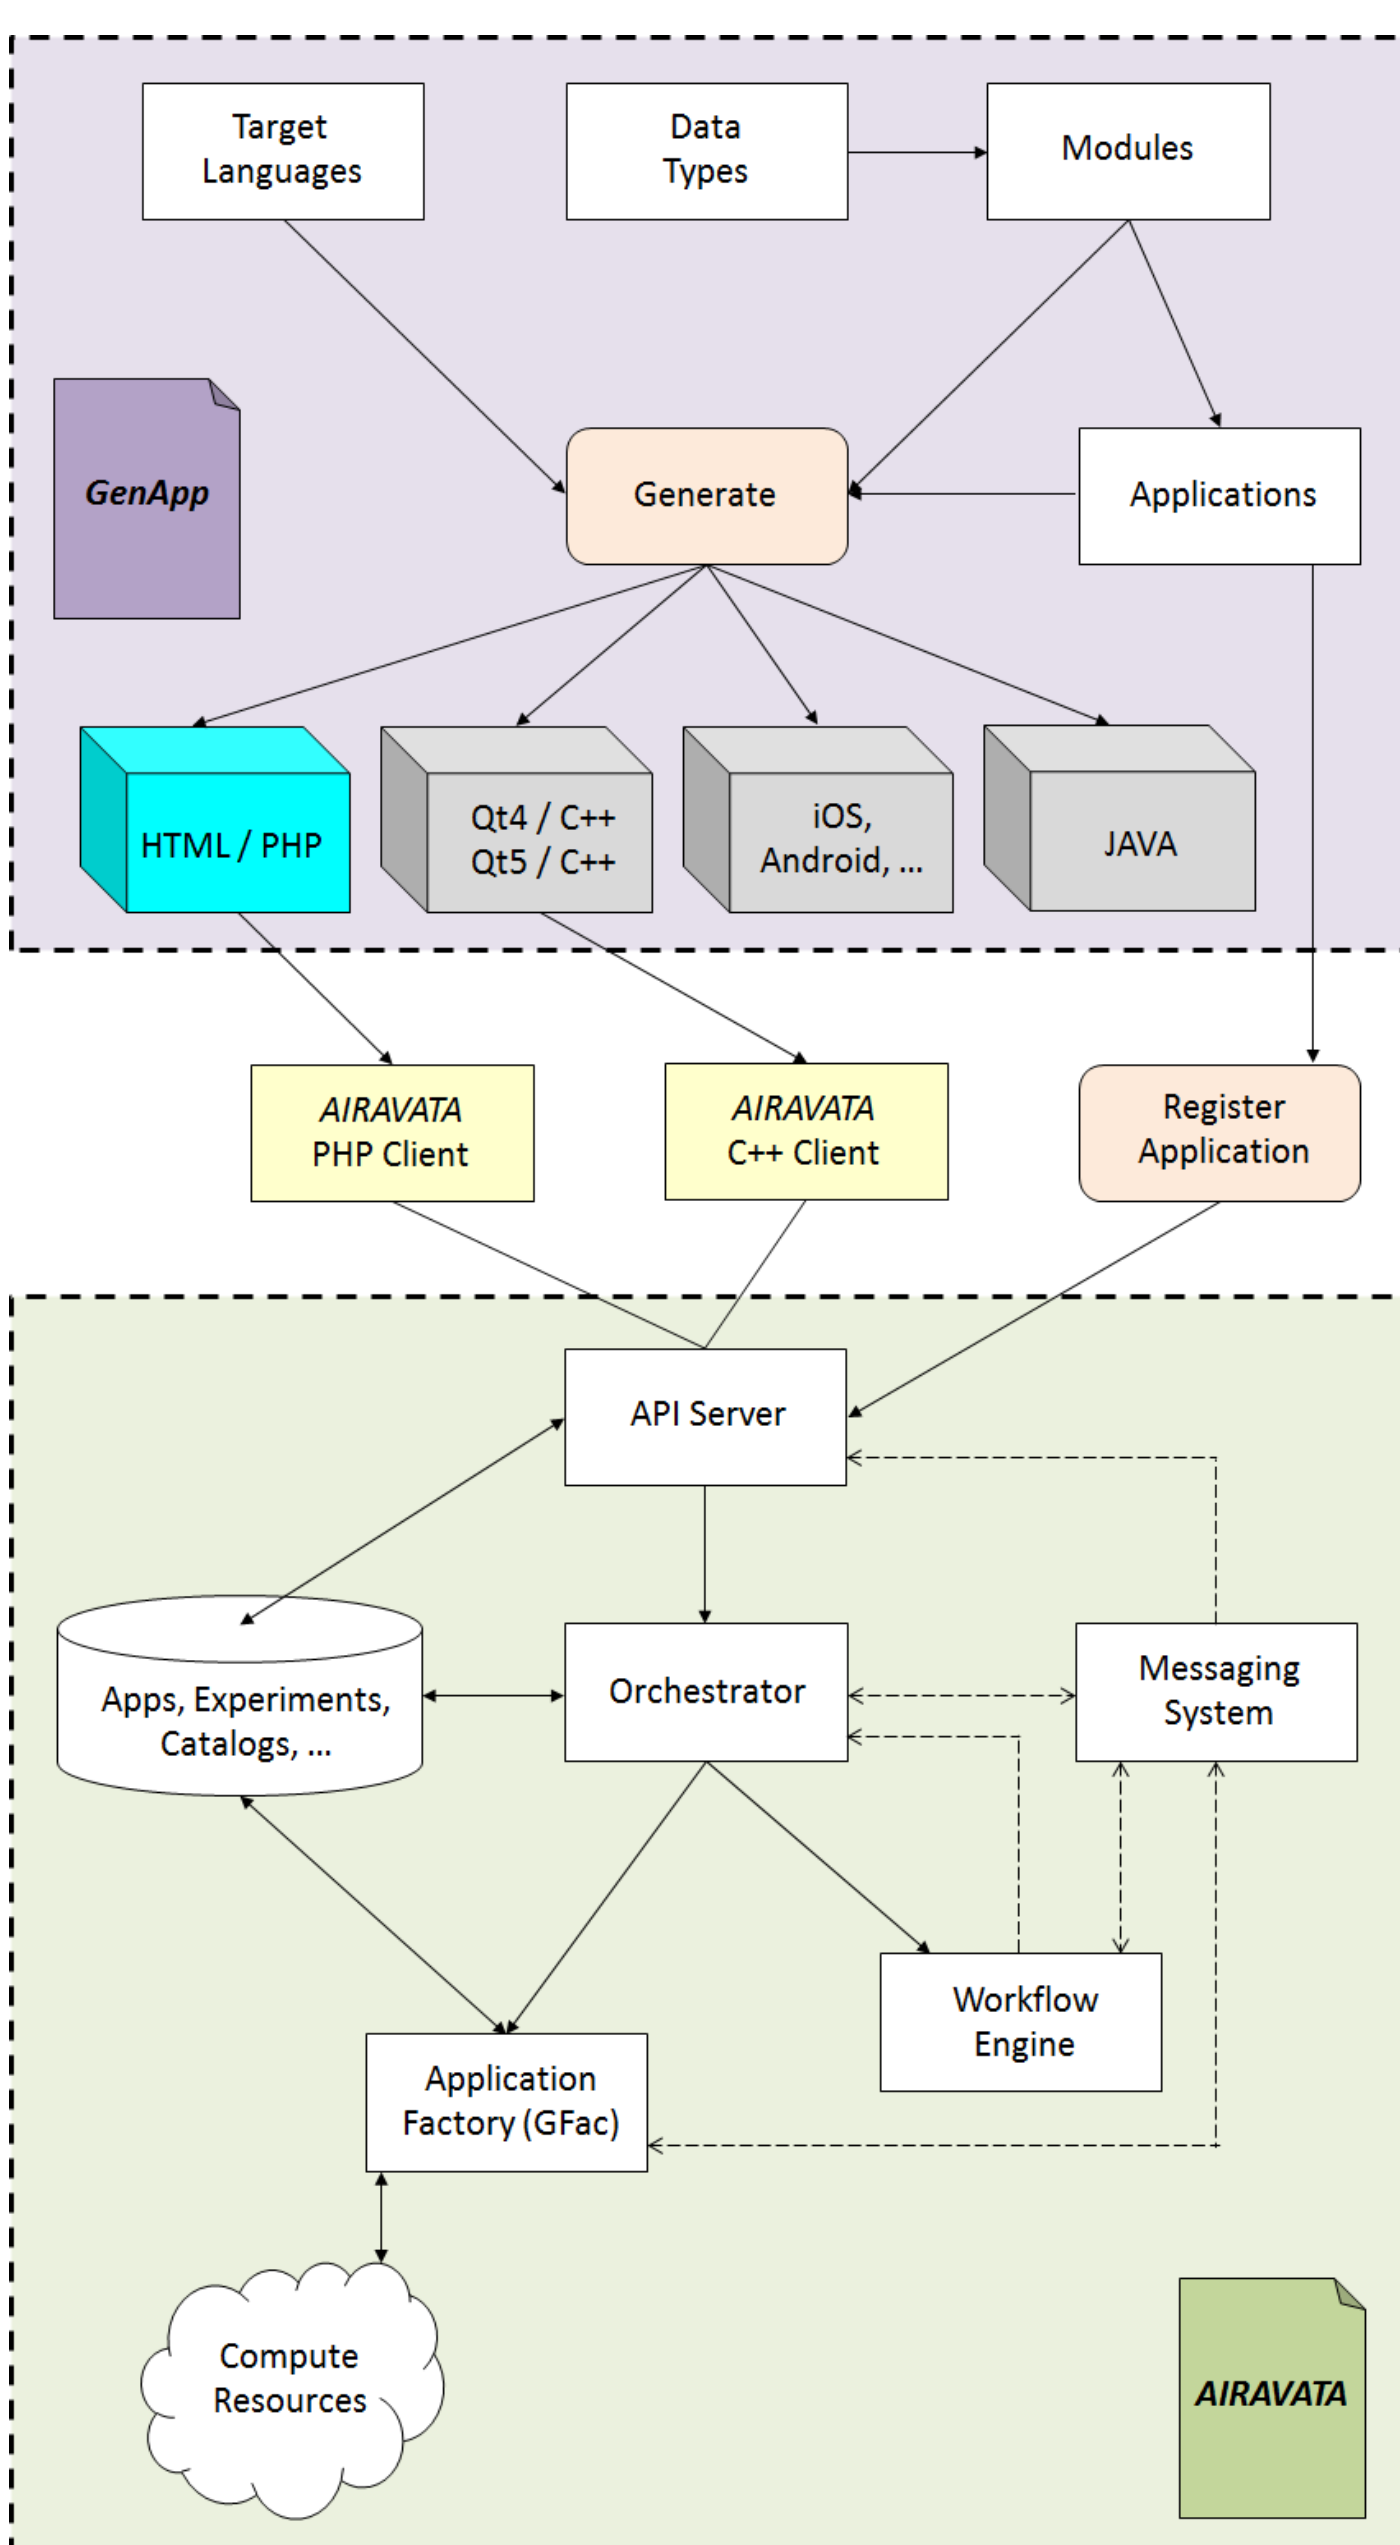 Target
Languages
Data
Types
Modules
GenApp
Generate
Applications
HTML / PHP
Qt4 / C++
Qt5 / C++
iOS,
Android, ...
JAVA
AIRAVATA
PHP Client
AIRAVATA
C++ Client
Register
Application
API Server
Apps, Experiments,
Catalogs, ...
Orchestrator
Messaging
System
Workflow
Engine
Application
Factory (GFac)
Compute
Resources
AIRAVATA